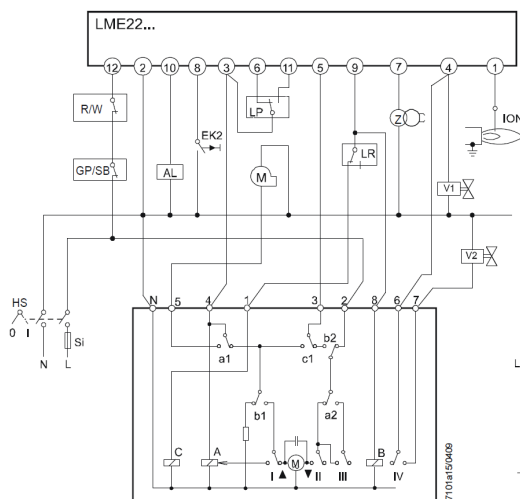 LME22...
12 2 10 8 3 6 11 5 9 7 4 1
R/W
LP
Z
ION
EK2
GP/SB
AL
M
LR
V1
V2
HS
0 I
Si
N L
N 5 4 1 3 2 8 6 7
a1 c1 b2
b1 a2
C A I M II III B IV
7101a15/0409
L